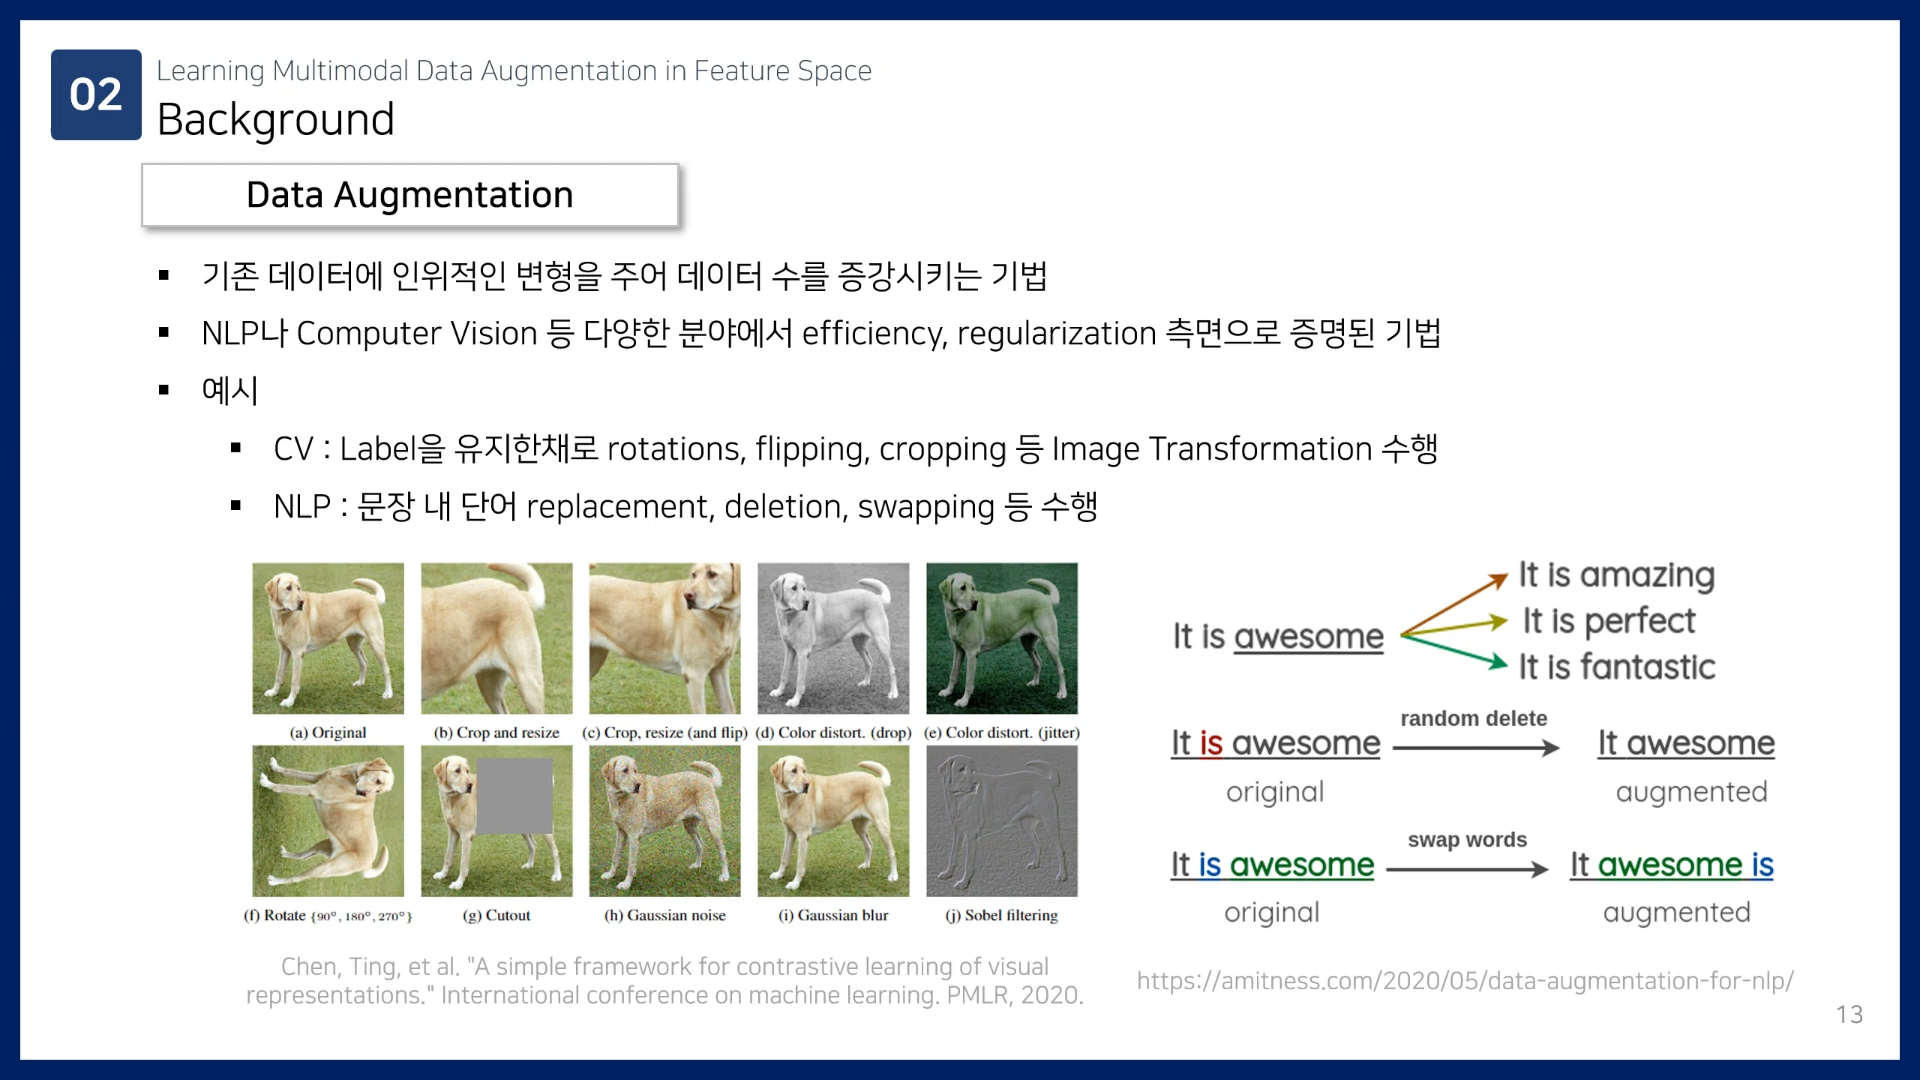 02
Learning Multimodal Data Augmentation in Feature Space
Background
Data Augmentation
▪ 기존 데이터에 인위적인 변형을 주어 데이터 수를 증강시키는 기법
▪ NLP나 Computer Vision 등 다양한 분야에서 efficiency, regularization 측면으로 증명된 기법
▪ 예시
▪ CV : Label을 유지한채로 rotations, flipping, cropping 등 Image Transformation 수행
▪ NLP : 문장 내 단어 replacement, deletion, swapping 등 수행
(a) Original
(b) Crop and resize
(c) Crop, resize (and flip)
(d) Color distort. (drop)
(e) Color distort. (jitter)
(f) Rotate {90°, 180°, 270°}
(g) Cutout
(h) Gaussian noise
(i) Gaussian blur
(j) Sobel filtering
Chen, Ting, et al. "A simple framework for contrastive learning of visual
representations." International conference on machine learning. PMLR, 2020.
It is awesome
It is amazing
It is perfect
It is fantastic
random delete
It is awesome
It awesome
original
augmented
swap words
It is awesome
It awesome is
original
augmented
https://amitness.com/2020/05/data-augmentation-for-nlp/
13